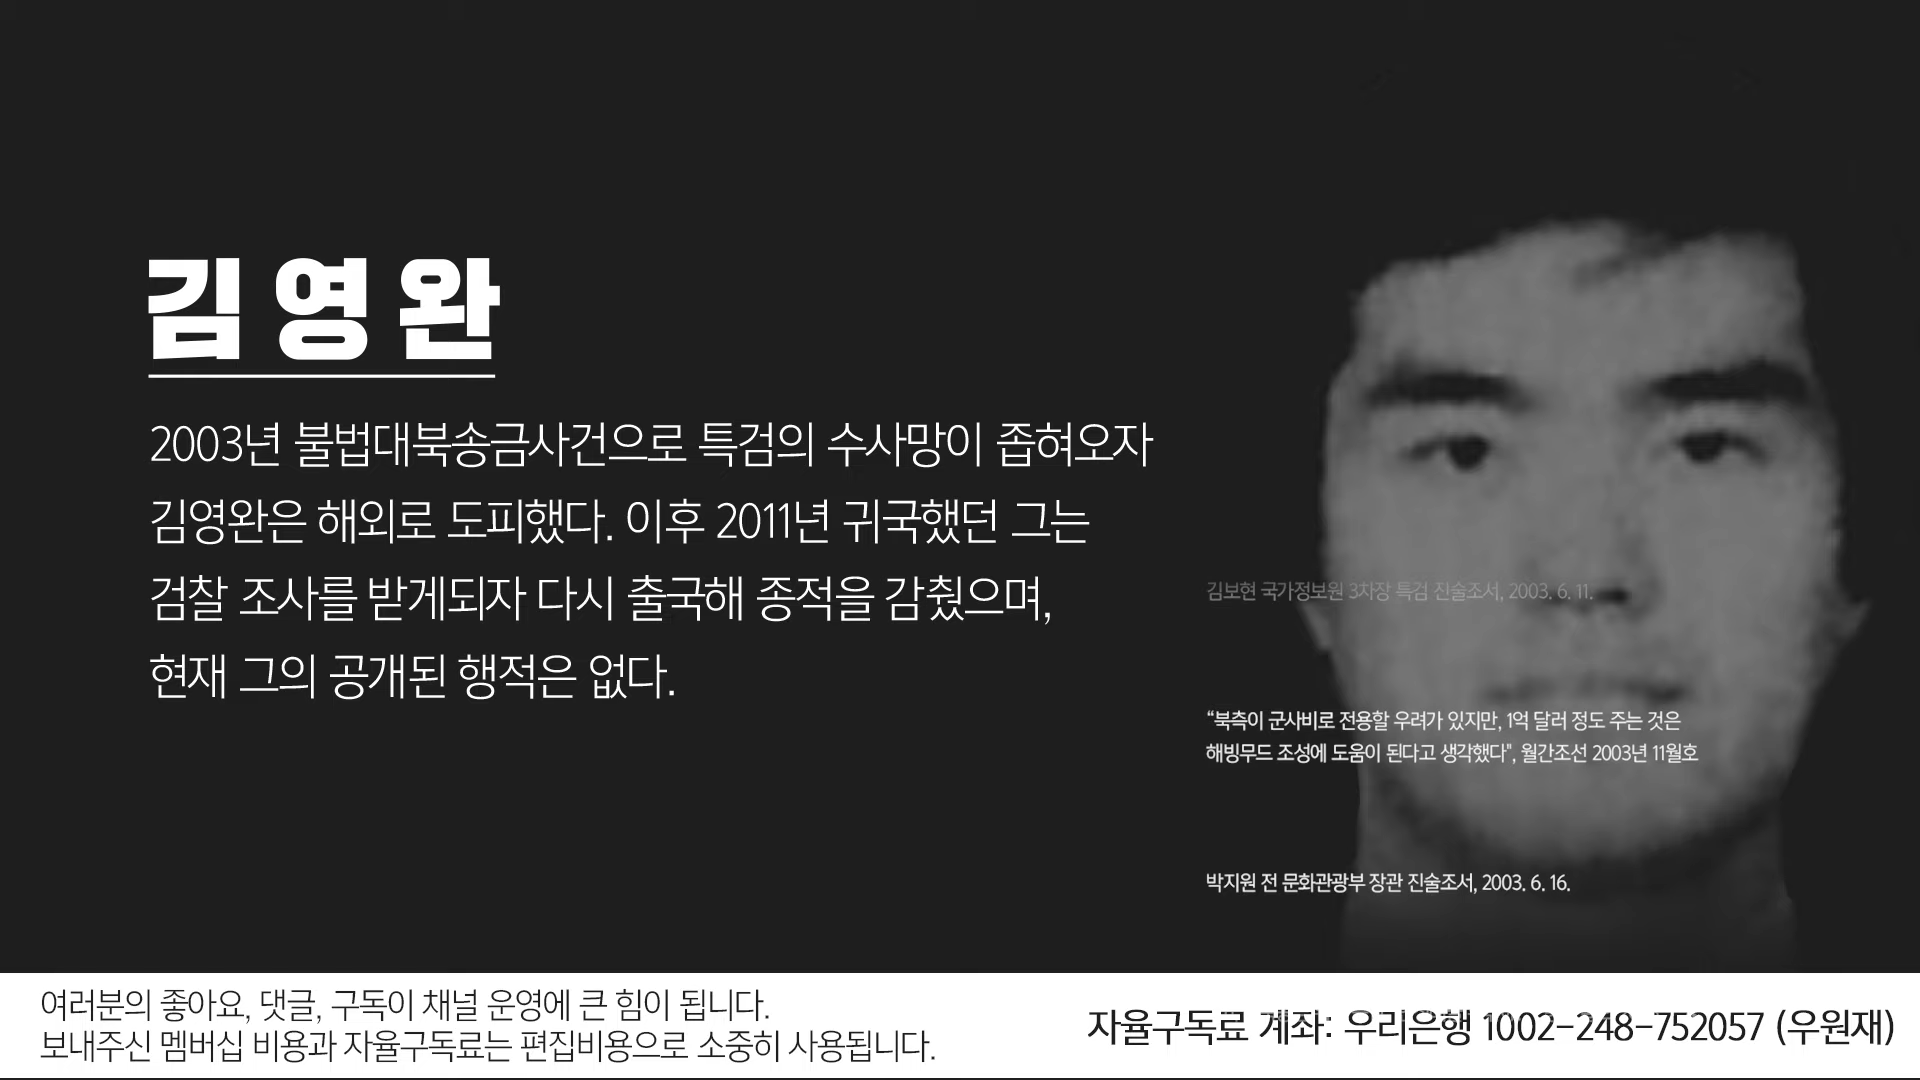 김영완
2003년 불법대북송금사건으로 특검의 수사망이 좁혀오자
김영완은 해외로 도피했다. 이후 2011년 귀국했던 그는
검찰 조사를 받게되자 다시 출국해 종적을 감췄으며,
현재 그의 공개된 행적은 없다.
김보현 국가정보원 3차장 특검 진술조서, 2003. 6. 11.
“북측이 군사비로 전용할 우려가 있지만, 1억 달러 정도 주는 것은
해빙무드 조성에 도움이 된다고 생각했다", 월간조선 2003년 11월호
박지원 전 문화관광부 장관 진술조서, 2003. 6. 16.
여러분의 좋아요, 댓글, 구독이 채널 운영에 큰 힘이 됩니다.
보내주신 멤버십 비용과 자율구독료는 편집비용으로 소중히 사용됩니다.
자율구독료 계좌: 우리은행 1002-248-752057 (우원재)